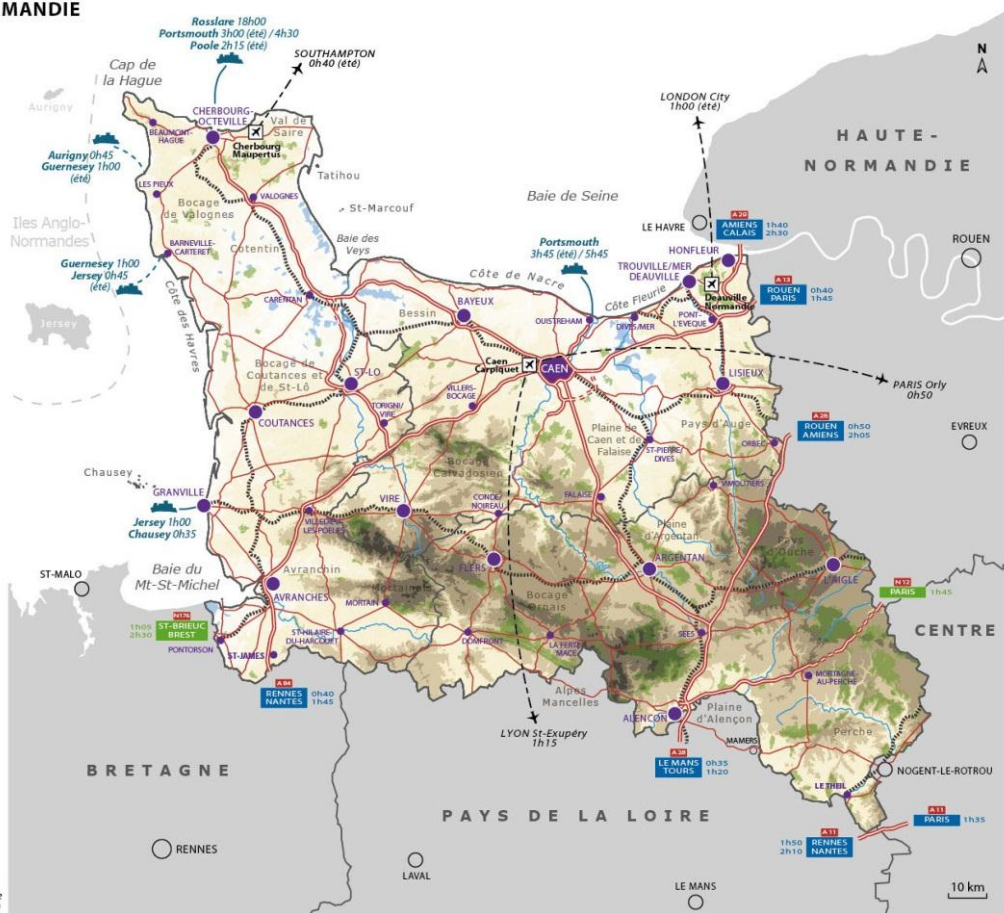 MANDIE
Rosslare 18h00
Portsmouth 3h00 (été) / 4h30
Poole 2h15 (été)
SOUTHAMPTON
0h40 (été)
Cap de
la Hague
Aurigny
CHERBOURG-
OCTEVILLE
Val de
Saire
BEAUMONT-
HAGUE
Cherbourg
Maupertus
LONDON City
1h00 (été)
N
HAUTE-
NORMANDIE
Aurigny 0h45
Guernesey 1h00
(été)
Tatihou
LES PIEUX
VALOGNES
Bocage
de Valognes
St-Marcouf
Baie de Seine
Iles Anglo-
Normandes
BARNEVILLE-
CARTERET
Cotentin
Baie des
Veys
LE HAVRE
A 29
AMIENS
CALAIS
1h40
2h30
ROUEN
HONFLEUR
Guernesey 1h00
Jersey 0h45
(été)
Portsmouth
3h45 (été) / 5h45
TROUVILLE/MER
DEAUVILLE
Côte de Nacre
Côte Fleurie
Deauville
Normandie
A 13
ROUEN
PARIS
0h40
1h45
Côte des Havres
CARENTAN
BAYEUX
Bessin
OUISTREHAM
DIVES/MER
PONT-
L'EVEQUE
Jersey
Caen
Carpiquet
CAEN
Bocage de
Coutances et
de St-Lô
ST-LO
VILLERS-
BOCAGE
LISIEUX
PARIS Orly
0h50
COUTANCES
TORIGNI/
VIRE
Plaine de
Caen et de
Falaise
Pays d'Auge
A 28
ROUEN
AMIENS
0h50
2h05
EVREUX
ST-PIERRE/
DIVES
ORBEC
Chausey
Bocage
Calvadosien
VIMOUTIERS
GRANVILLE
VIRE
CONDE/
NOIREAU
FALAISE
Jersey 1h00
Chausey 0h35
VILLEDIEU-
LES-POELES
Plaine
d'Argentan
Pays
d'Ouche
ARGENTAN
L'AIGLE
FLERS
Baie du
Mt-St-Michel
Avranchin
ST-MALO
AVRANCHES
Mortainais
MORTAIN
Bocage
Ornais
N 12
PARIS
1h45
N176
ST-BRIEUC
BREST
1h05
2h30
CENTRE
PONTORSON
ST-JAMES
ST-HILAIRE-
DU-HARCOUËT
DOMFRONT
LA FERTE
MACE
SEES
A 84
RENNES
NANTES
0h40
1h45
MORTAGNE-
AU-PERCHE
Alpes
Mancelles
ALENÇON
Plaine
d'Alençon
Perche
LYON St-Exupéry
1h15
MAMERS
A 28
LE MANS
TOURS
0h35
1h20
BRETAGNE
NOGENT-LE-ROTROU
LE THEIL
PAYS DE LA LOIRE
A 11
PARIS
1h35
A 11
RENNES
NANTES
1h50
2h10
RENNES
LAVAL
LE MANS
10 km